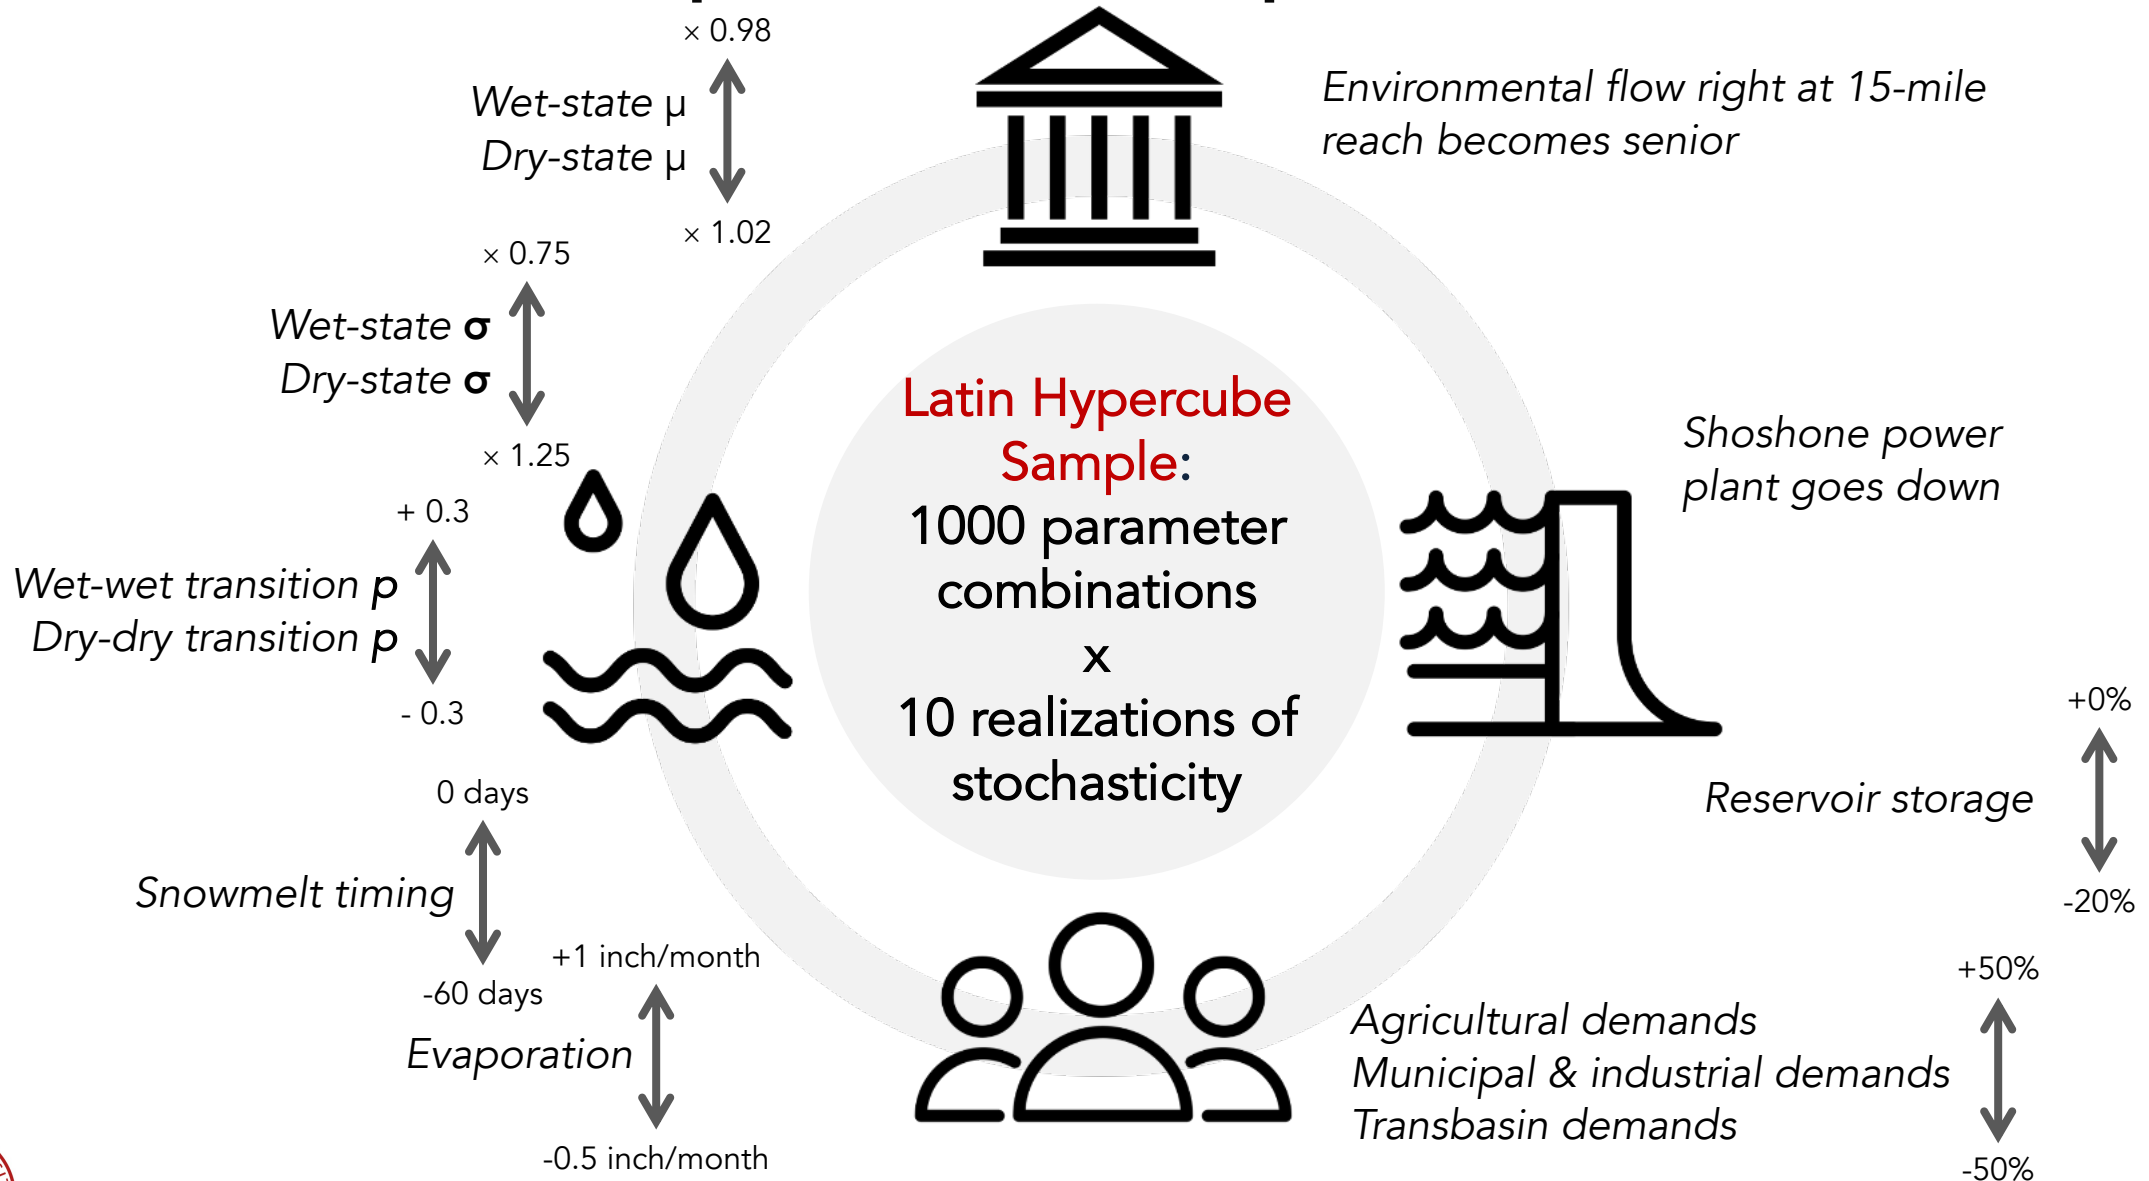 × 0.98
Wet-state μ
Dry-state μ
× 1.02
× 0.75
Wet-state σ
Dry-state σ
× 1.25
+ 0.3
Wet-wet transition p
Dry-dry transition p
- 0.3
0 days
Snowmelt timing
-60 days
+1 inch/month
Evaporation
-0.5 inch/month
Latin Hypercube
Sample:
1000 parameter
combinations
x
10 realizations of
stochasticity
Environmental flow right at 15-mile
reach becomes senior
Shoshone power
plant goes down
+0%
Reservoir storage
-20%
+50%
Agricultural demands
Municipal & industrial demands
Transbasin demands
-50%